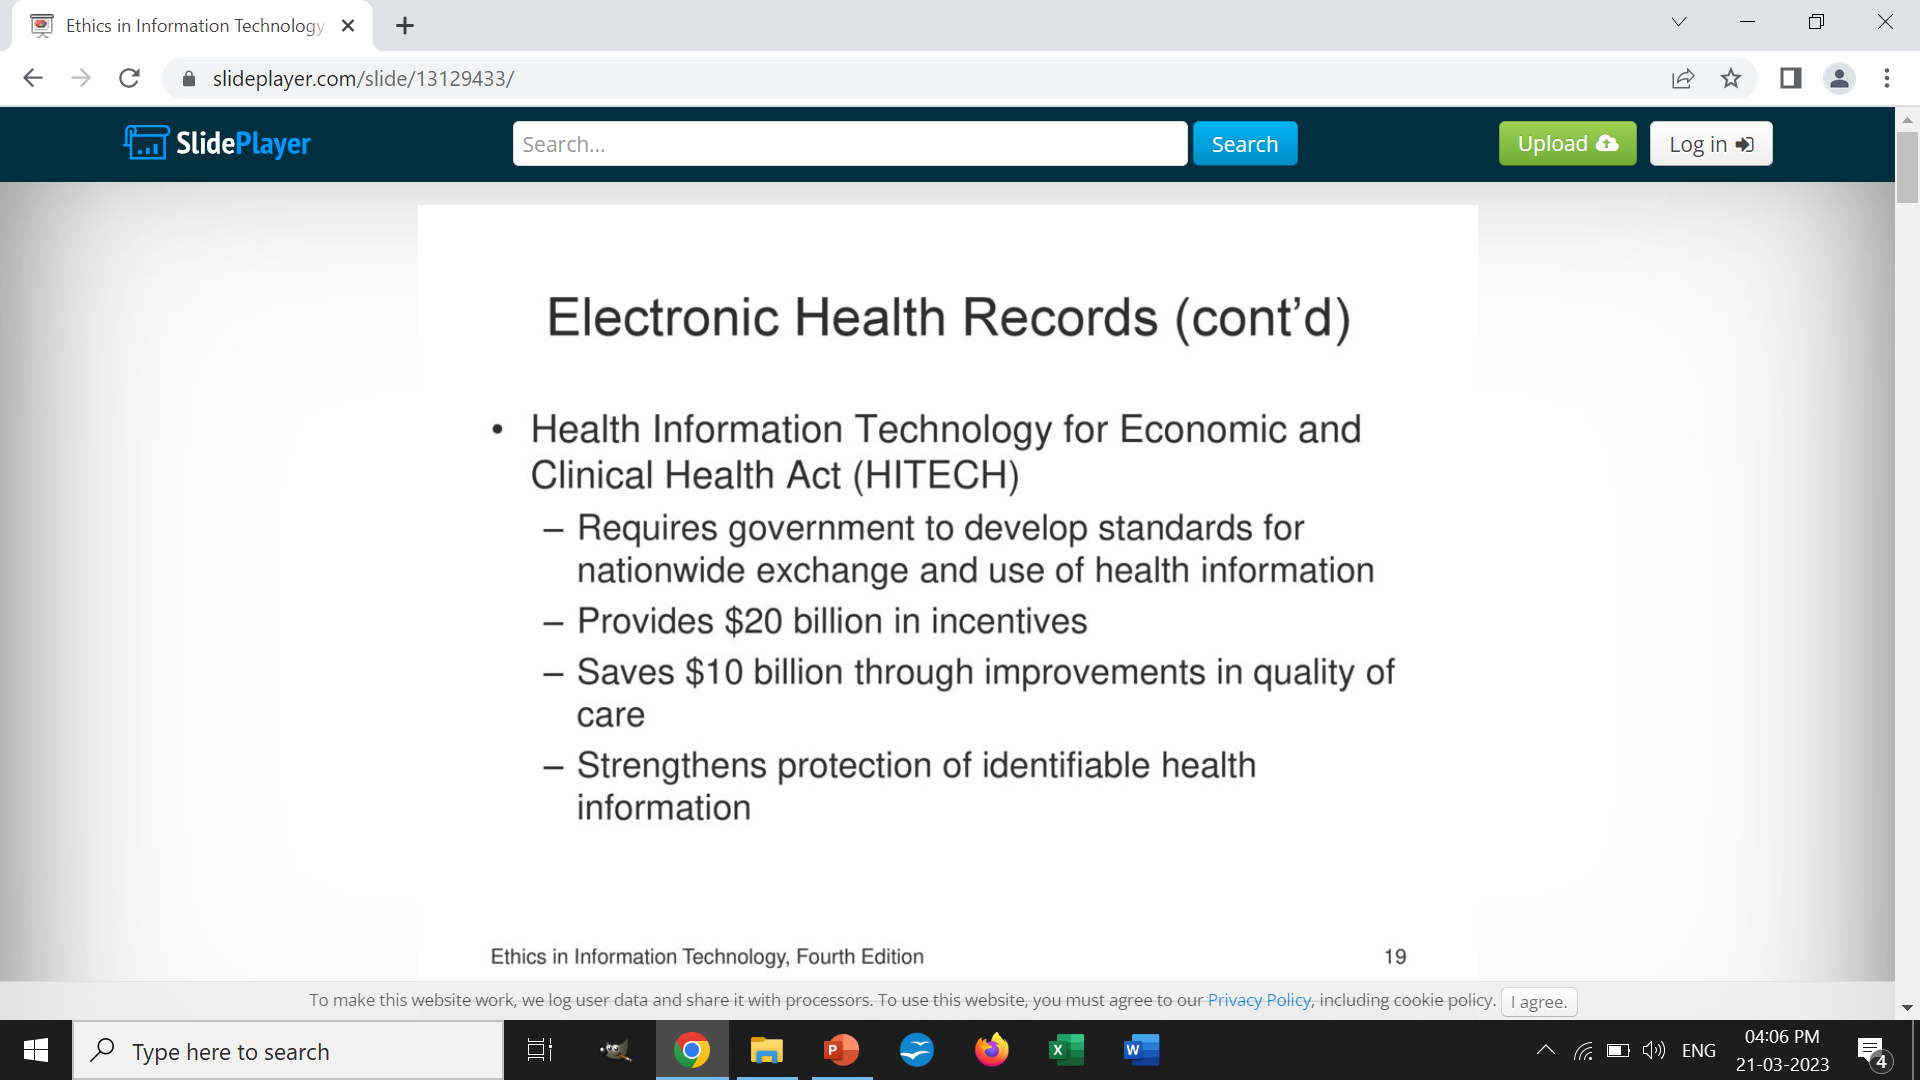 Ethics in Information Technology,
slideplayer.com/slide/13129433/
SlidePlayer
Search...
Search
Upload
Log in
Electronic Health Records (cont’d)
• Health Information Technology for Economic and
Clinical Health Act (HITECH)
– Requires government to develop standards for
nationwide exchange and use of health information
– Provides $20 billion in incentives
– Saves $10 billion through improvements in quality of
care
– Strengthens protection of identifiable health
information
Ethics in Information Technology, Fourth Edition
19
To make this website work, we log user data and share it with processors. To use this website, you must agree to our Privacy Policy, including cookie policy.
I agree.
Type here to search
P
X
W
ENG
04:06 PM
21-03-2023
4